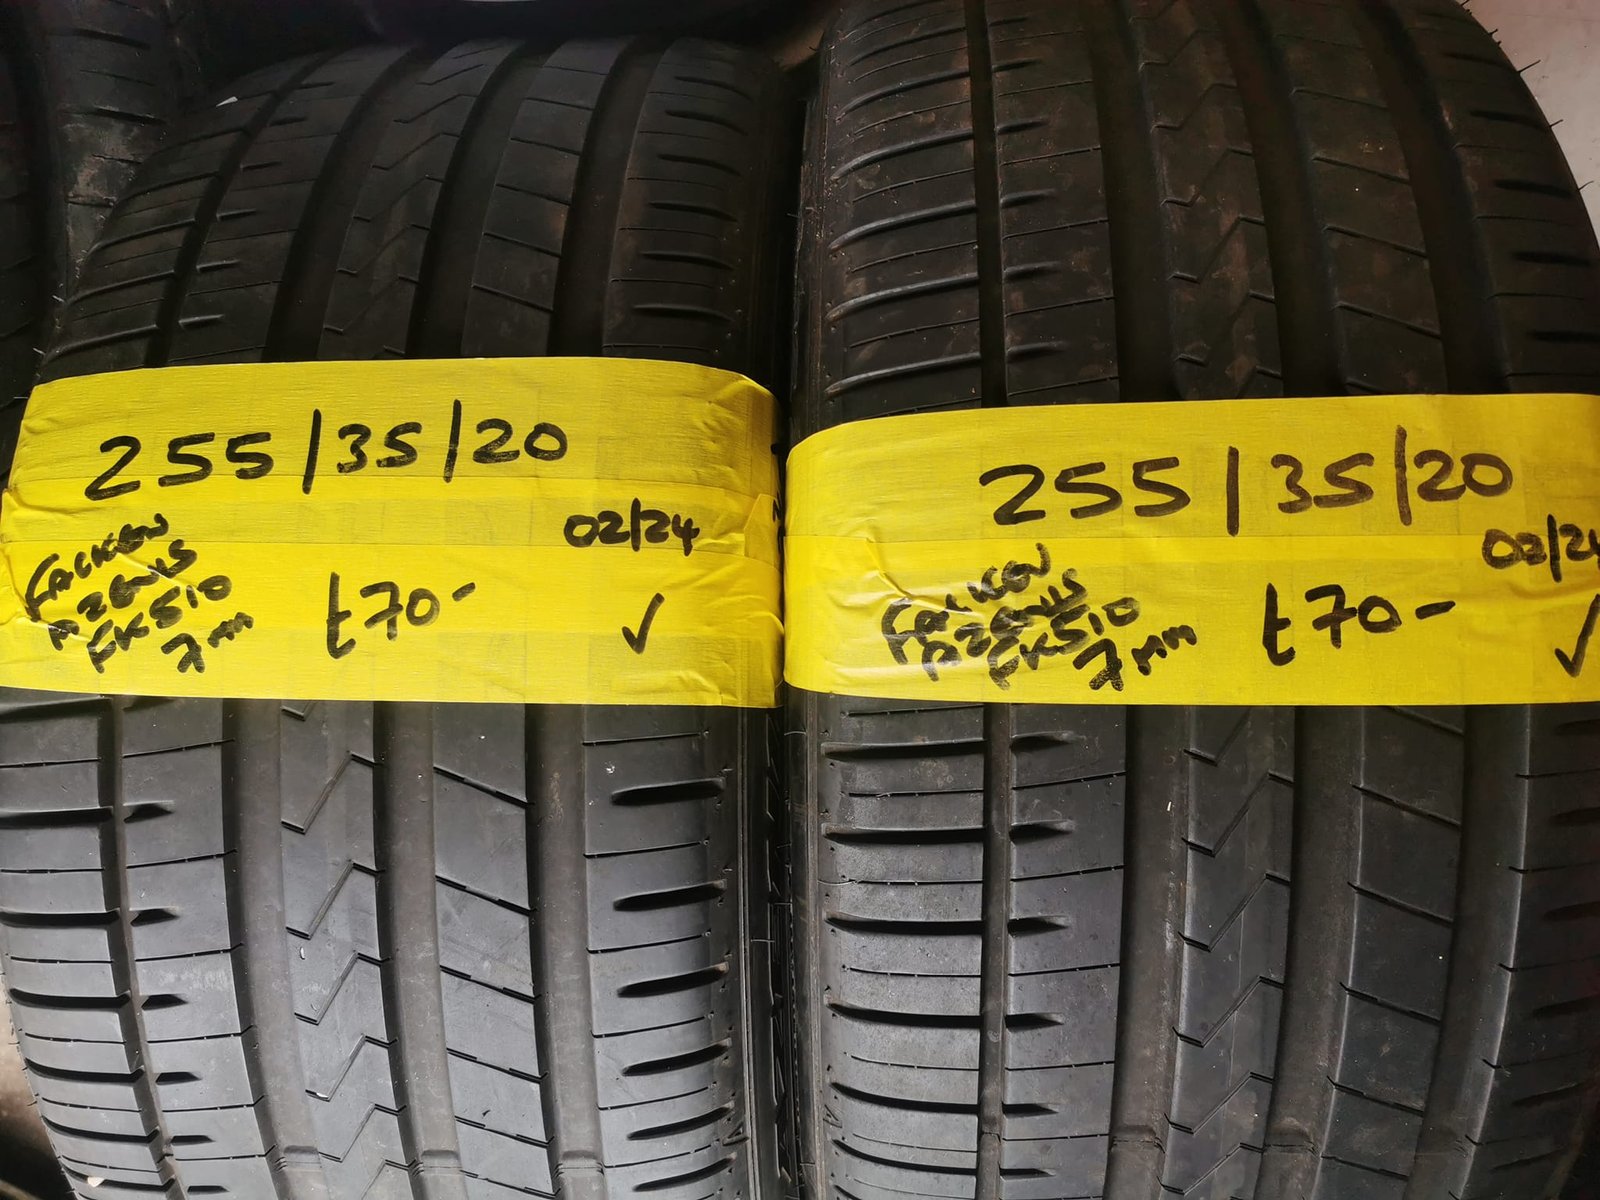 255/35/20
02/24
FALKEN
AZENIS
FK510
7mm
£70-
✓
255/35/20
02/24
FALKEN
AZENIS
FK510
7mm
£70-
✓